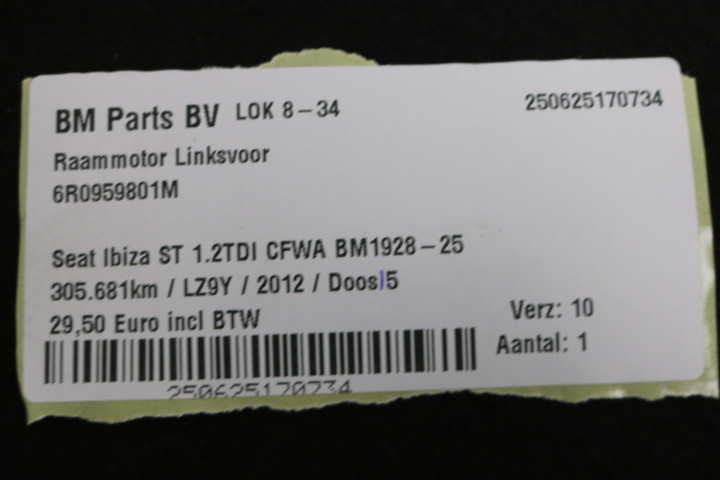 BM Parts BV LOK 8-34 250625170734
Raammotor Linksvoor
6R0959801M
Seat Ibiza ST 1.2TDI CFWA BM1928-25
305.681km / LZ9Y / 2012 / Doos 5
29,50 Euro incl BTW
Verz: 10
Aantal: 1
250625170734